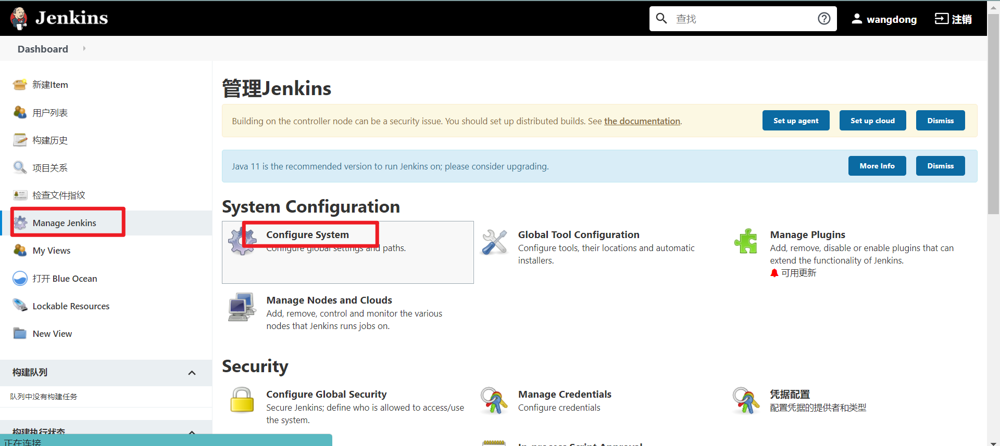 Jenkins
查找
wangdong
注销
Dashboard
新建Item
用户列表
构建历史
项目关系
检查文件指纹
Manage Jenkins
My Views
打开 Blue Ocean
Lockable Resources
New View
构建队列
队列中没有构建任务
构建执行状态
正在连接
管理Jenkins
Building on the controller node can be a security issue. You should set up distributed builds. See the documentation.
Set up agent
Set up cloud
Dismiss
Java 11 is the recommended version to run Jenkins on; please consider upgrading.
More Info
Dismiss
System Configuration
Configure System
Configure global settings and paths.
Global Tool Configuration
Configure tools, their locations and automatic
installers.
Manage Plugins
Add, remove, disable or enable plugins that can
extend the functionality of Jenkins.
可用更新
Manage Nodes and Clouds
Add, remove, control and monitor the various
nodes that Jenkins runs jobs on.
Security
Configure Global Security
Secure Jenkins; define who is allowed to access/use
the system.
Manage Credentials
Configure credentials
凭据配置
配置凭据的提供者和类型
In-process Script Approval